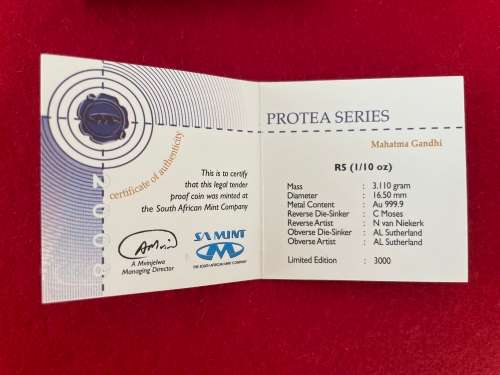 certificate of authenticity
2008
This is to certify
that this legal tender
proof coin was minted at
the South African Mint Company
A Mvinjelwa
Managing Director
SA MINT
THE SOUTH AFRICAN MINT COMPANY
PROTEA SERIES
Mahatma Gandhi
R5 (1/10 oz)
Mass : 3,110 gram
Diameter : 16.50 mm
Metal Content : Au 999.9
Reverse Die-Sinker : C Moses
Reverse Artist : N van Niekerk
Obverse Die-Sinker : AL Sutherland
Obverse Artist : AL Sutherland
Limited Edition : 3000